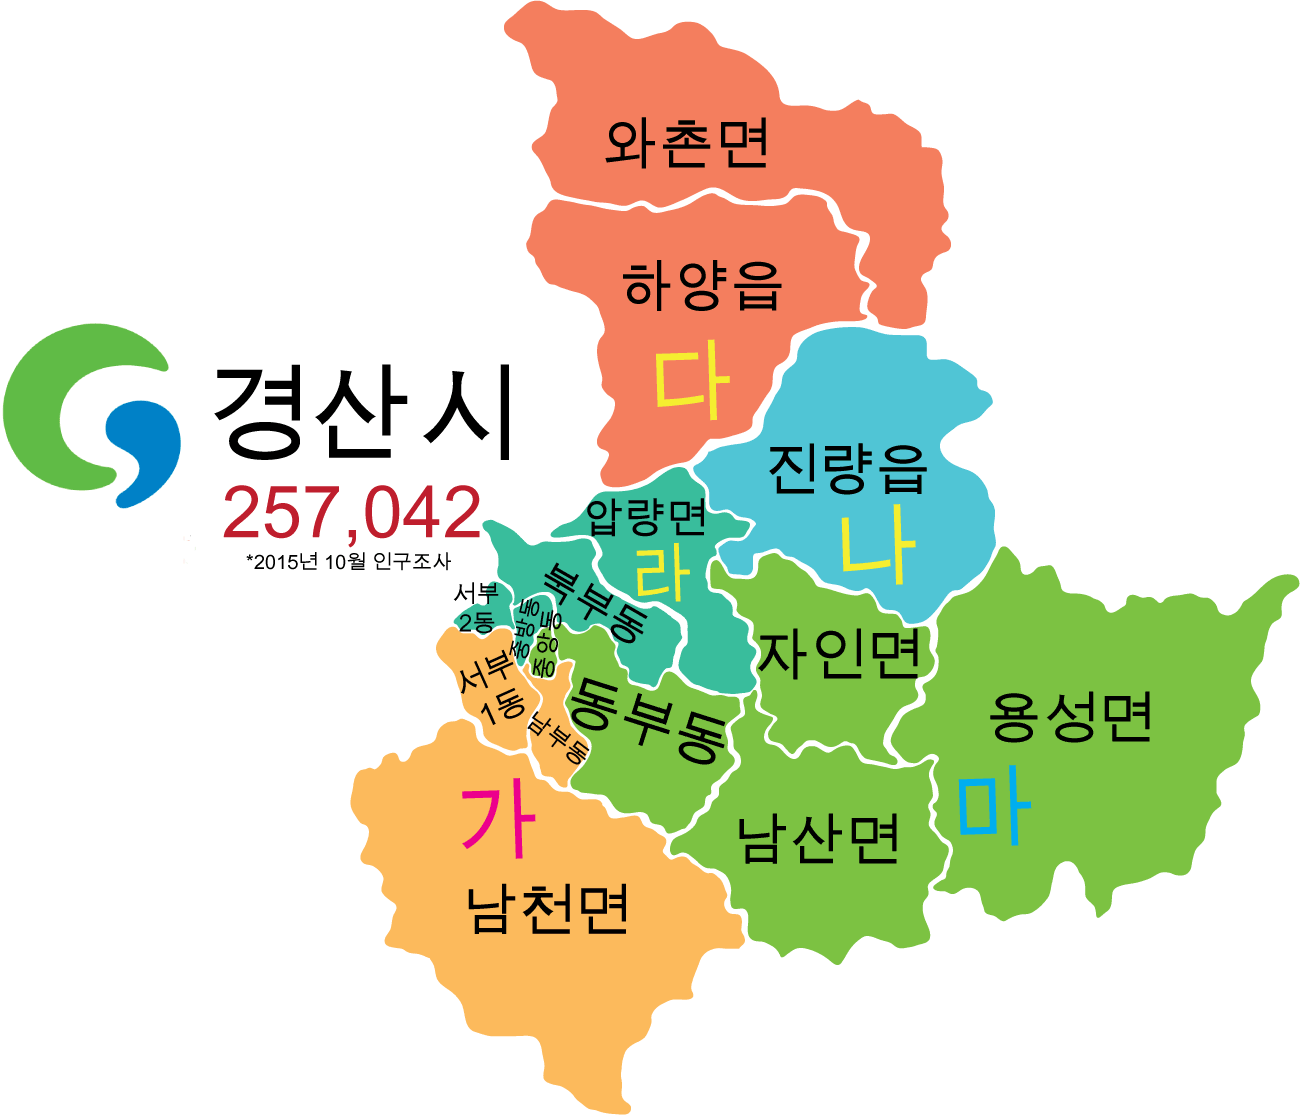 와촌면
하양읍
다
경산시
257,042
*2015년 10월 인구조사
진량읍
나
압량면
라
북부동
서부
2동
중방동
중앙동
서부
1동
남부동
동부동
자인면
용성면
마
가
남산면
남천면